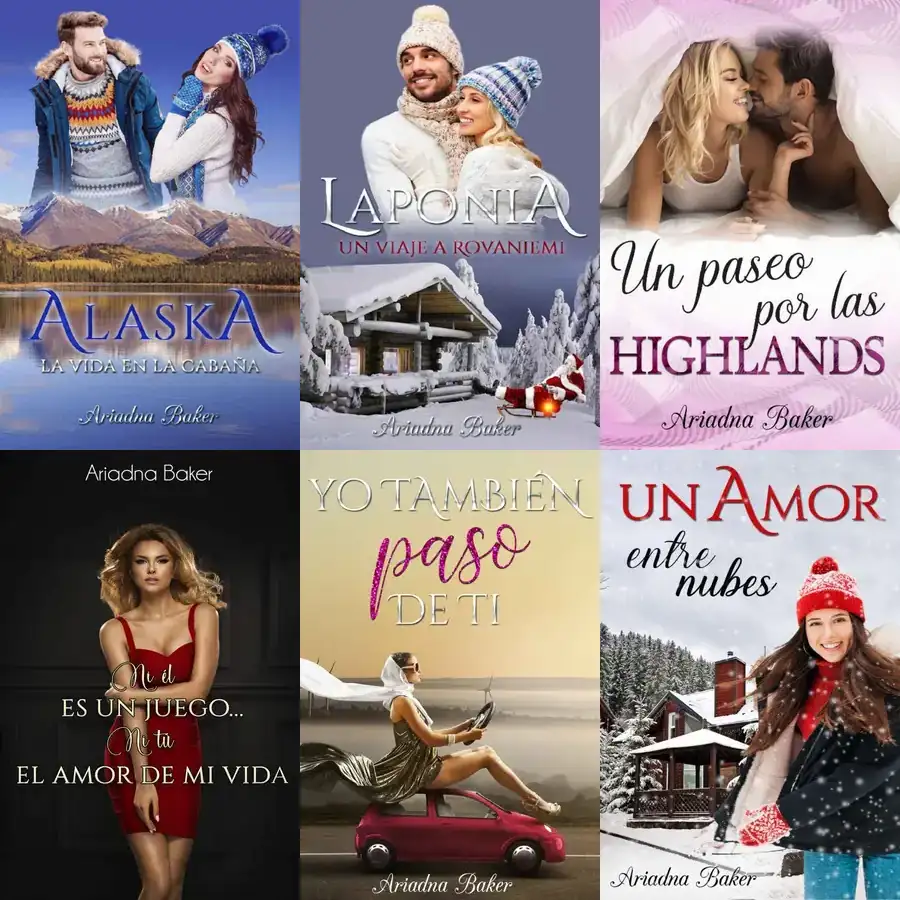 ALASKA
LA VIDA EN LA CABAÑA
Ariadna Baker
LAPONIA
UN VIAJE A ROVANIEMI
Ariadna Baker
Un paseo
por las
HIGHLANDS
Ariadna Baker
Ariadna Baker
Ni él
ES UN JUEGO...
Ni tú
EL AMOR DE MI VIDA
YO TAMBIÉN
paso
DE TI
Ariadna Baker
UN AMOR
entre
nubes
Ariadna Baker